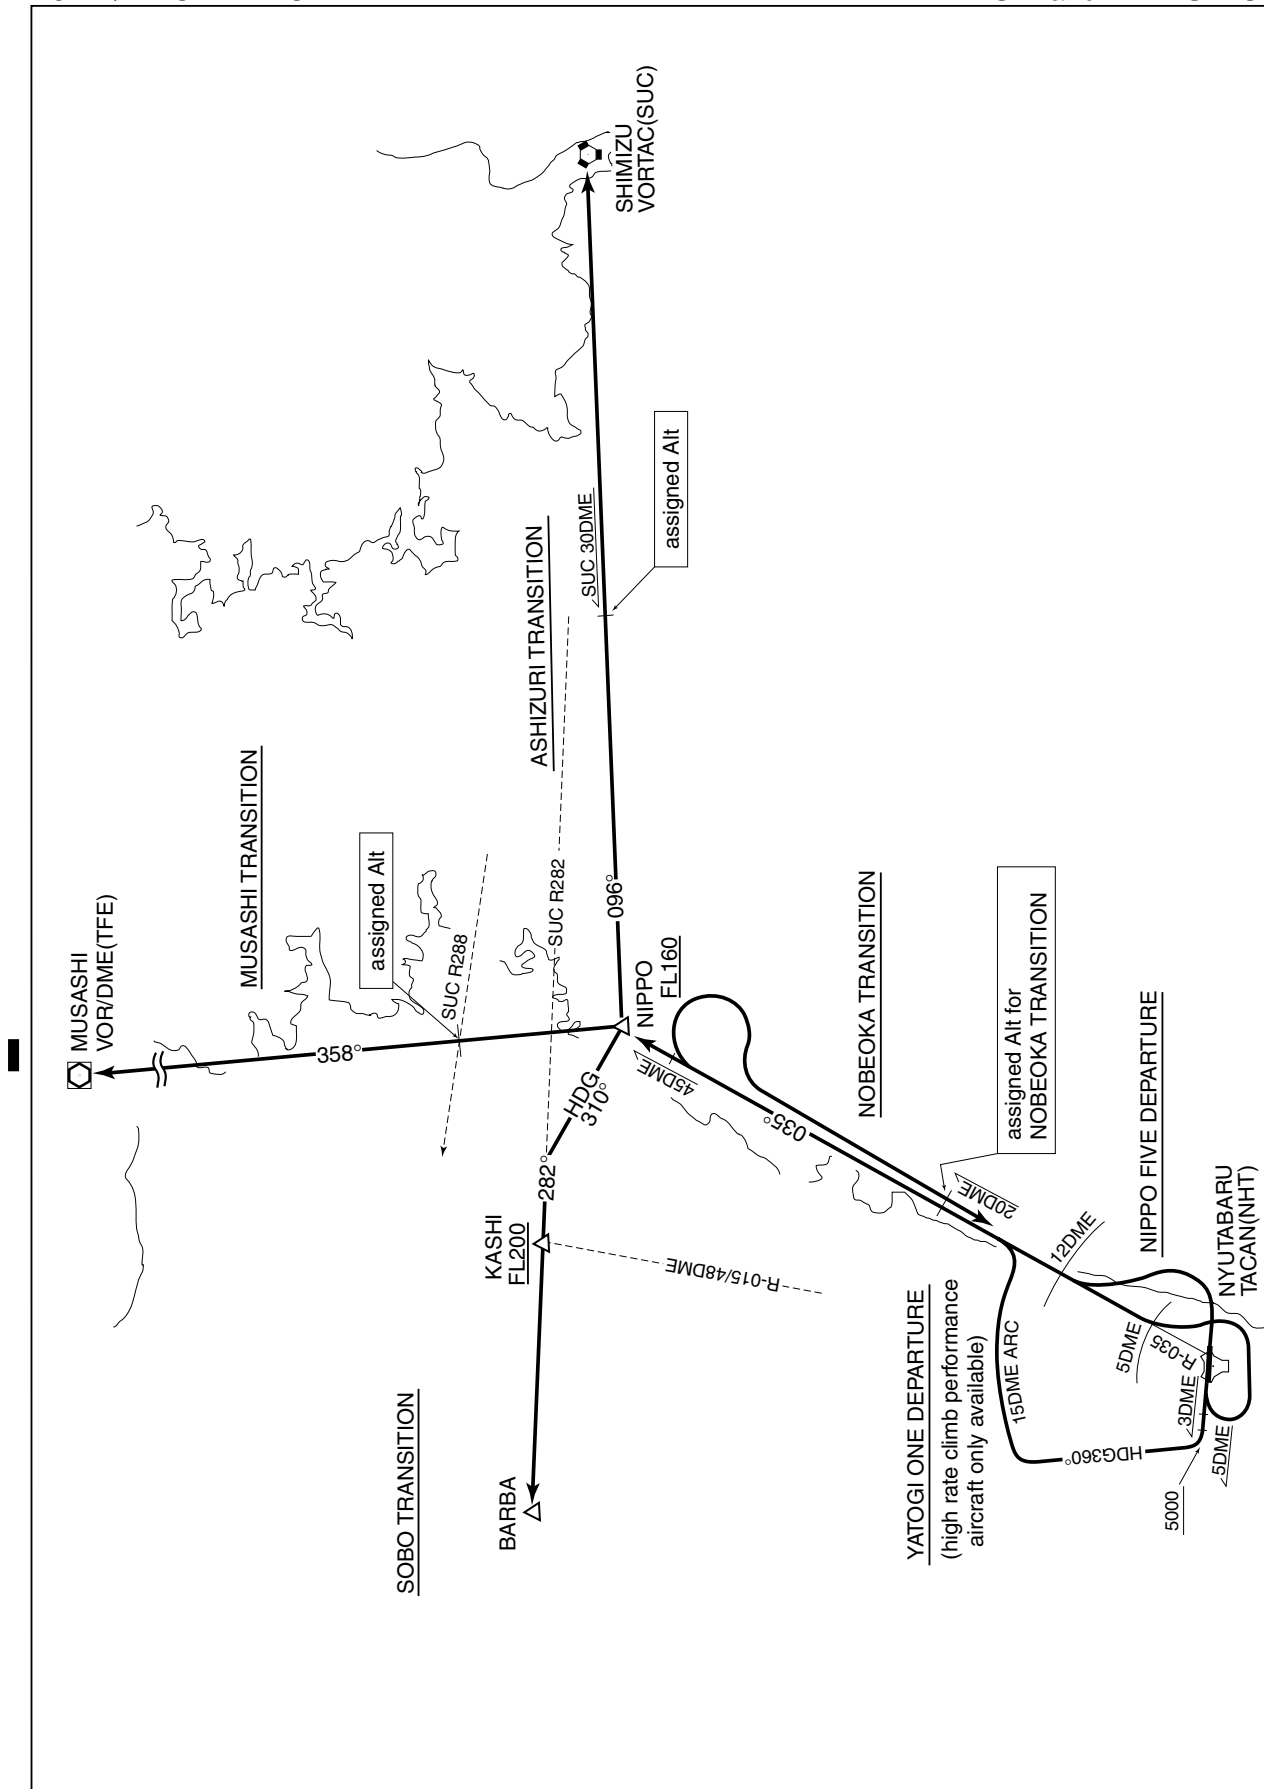 MUSASHI
VOR/DME(TFE)
MUSASHI TRANSITION
358°
assigned Alt
SUC R288
SHIMIZU
VORTAC(SUC)
ASHIZURI TRANSITION
SUC 30DME
assigned Alt
SUC R282
096°
NIPPO
FL160
HDG
310°
282°
KASHI
FL200
R-015/48DME
BARBA
SOBO TRANSITION
45DME
035°
NOBEOKA TRANSITION
assigned Alt for
NOBEOKA TRANSITION
20DME
12DME
NIPPO FIVE DEPARTURE
NYUTABARU
TACAN(NHT)
YATOGI ONE DEPARTURE
(high rate climb performance
aircraft only available)
15DME ARC
5DME
R-035
3DME
HDG360°
5DME
5000